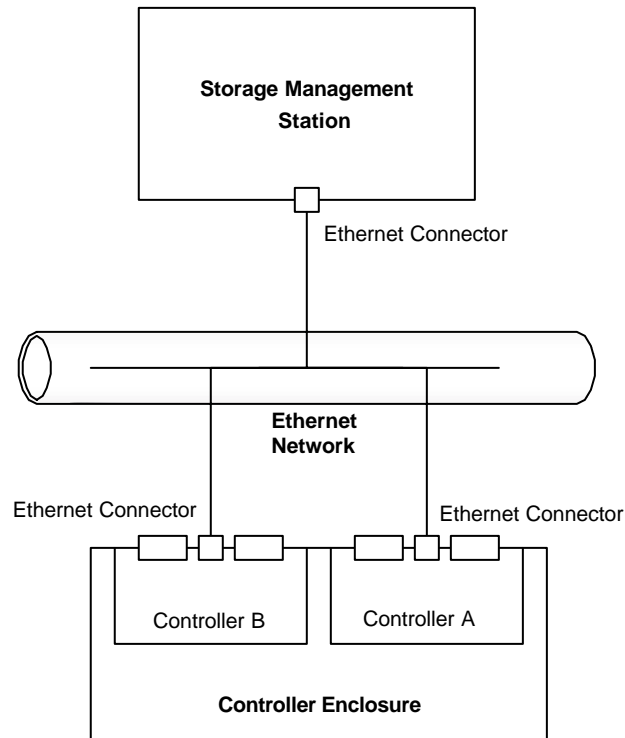 Storage Management
Station
Ethernet Connector
Ethernet
Network
Ethernet Connector
Ethernet Connector
Controller B
Controller A
Controller Enclosure